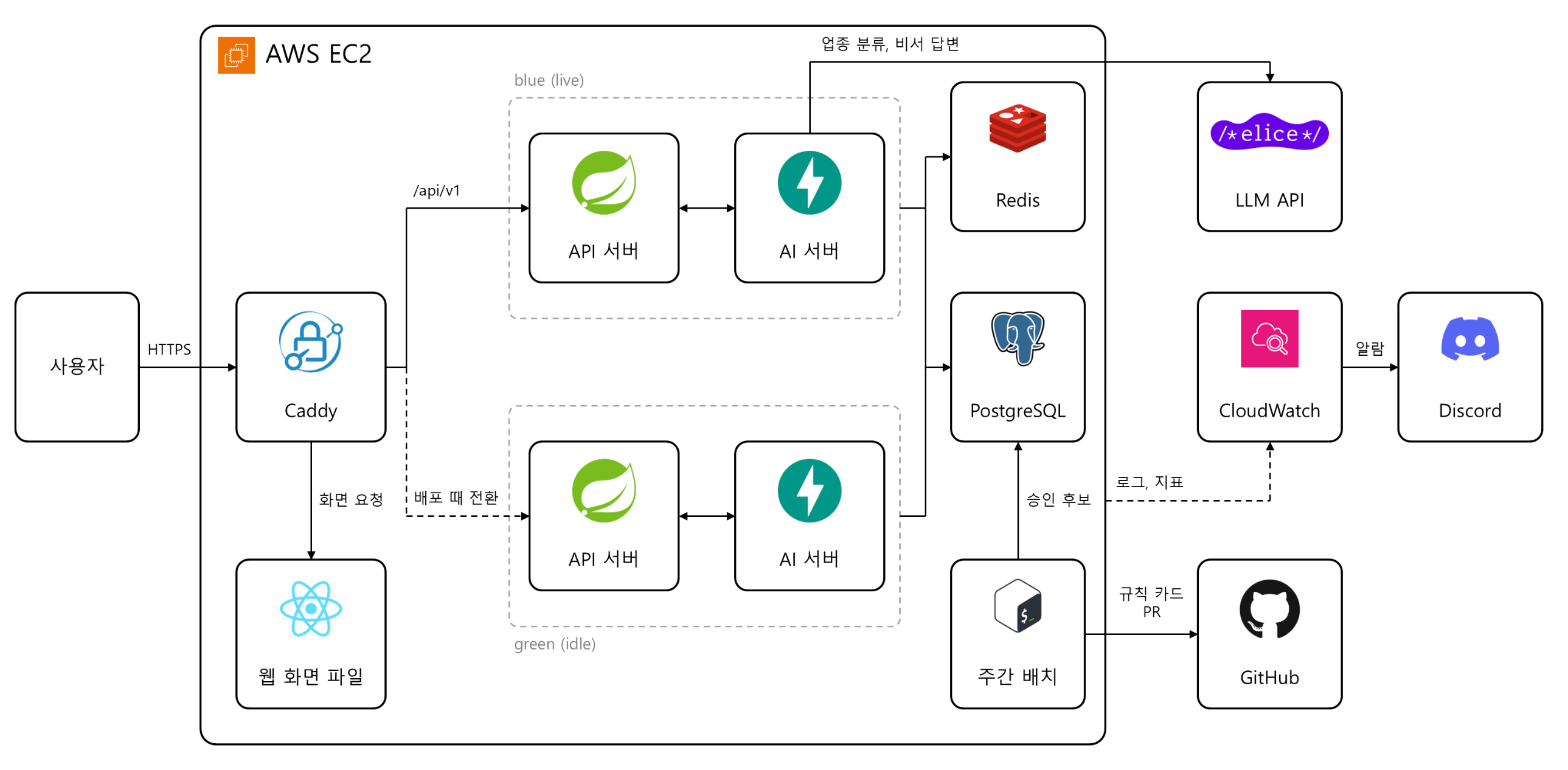 AWS EC2
업종 분류, 비서 답변
blue (live)
/*elice*/
/api/v1
Redis
LLM API
API 서버
AI 서버
HTTPS
사용자
알람
Caddy
PostgreSQL
CloudWatch
Discord
화면 요청
배포 때 전환
승인 후보
로그, 지표
API 서버
AI 서버
규칙 카드
PR
$
green (idle)
웹 화면 파일
주간 배치
GitHub